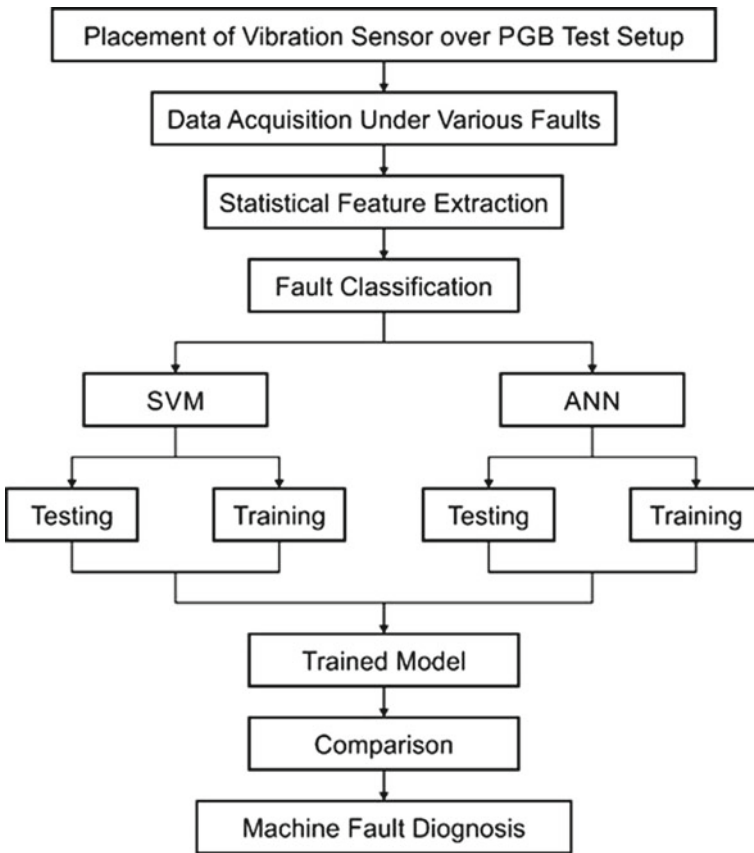 Placement of Vibration Sensor over PGB Test Setup
Data Acquisition Under Various Faults
Statistical Feature Extraction
Fault Classification
SVM
ANN
Testing
Training
Testing
Training
Trained Model
Comparison
Machine Fault Diognosis